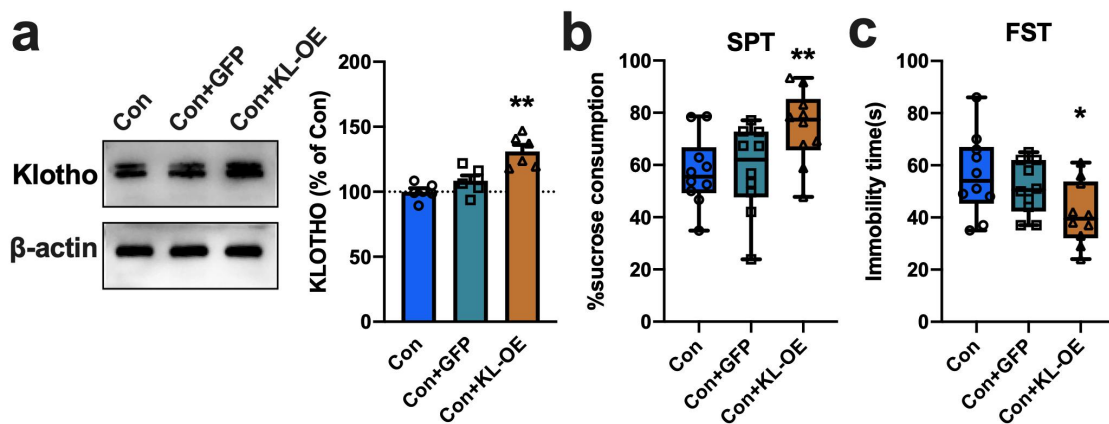 a
Con
Con+GFP
Con+KL-OE
Klotho
β-actin
KLOTHO (% of Con)
200
150
100
50
0
**
Con
Con+GFP
Con+KL-OE
b
SPT
%sucrose consumption
100
80
60
40
20
0
**
Con
Con+GFP
Con+KL-OE
c
FST
Immobility time(s)
100
80
60
40
20
0
*
Con
Con+GFP
Con+KL-OE